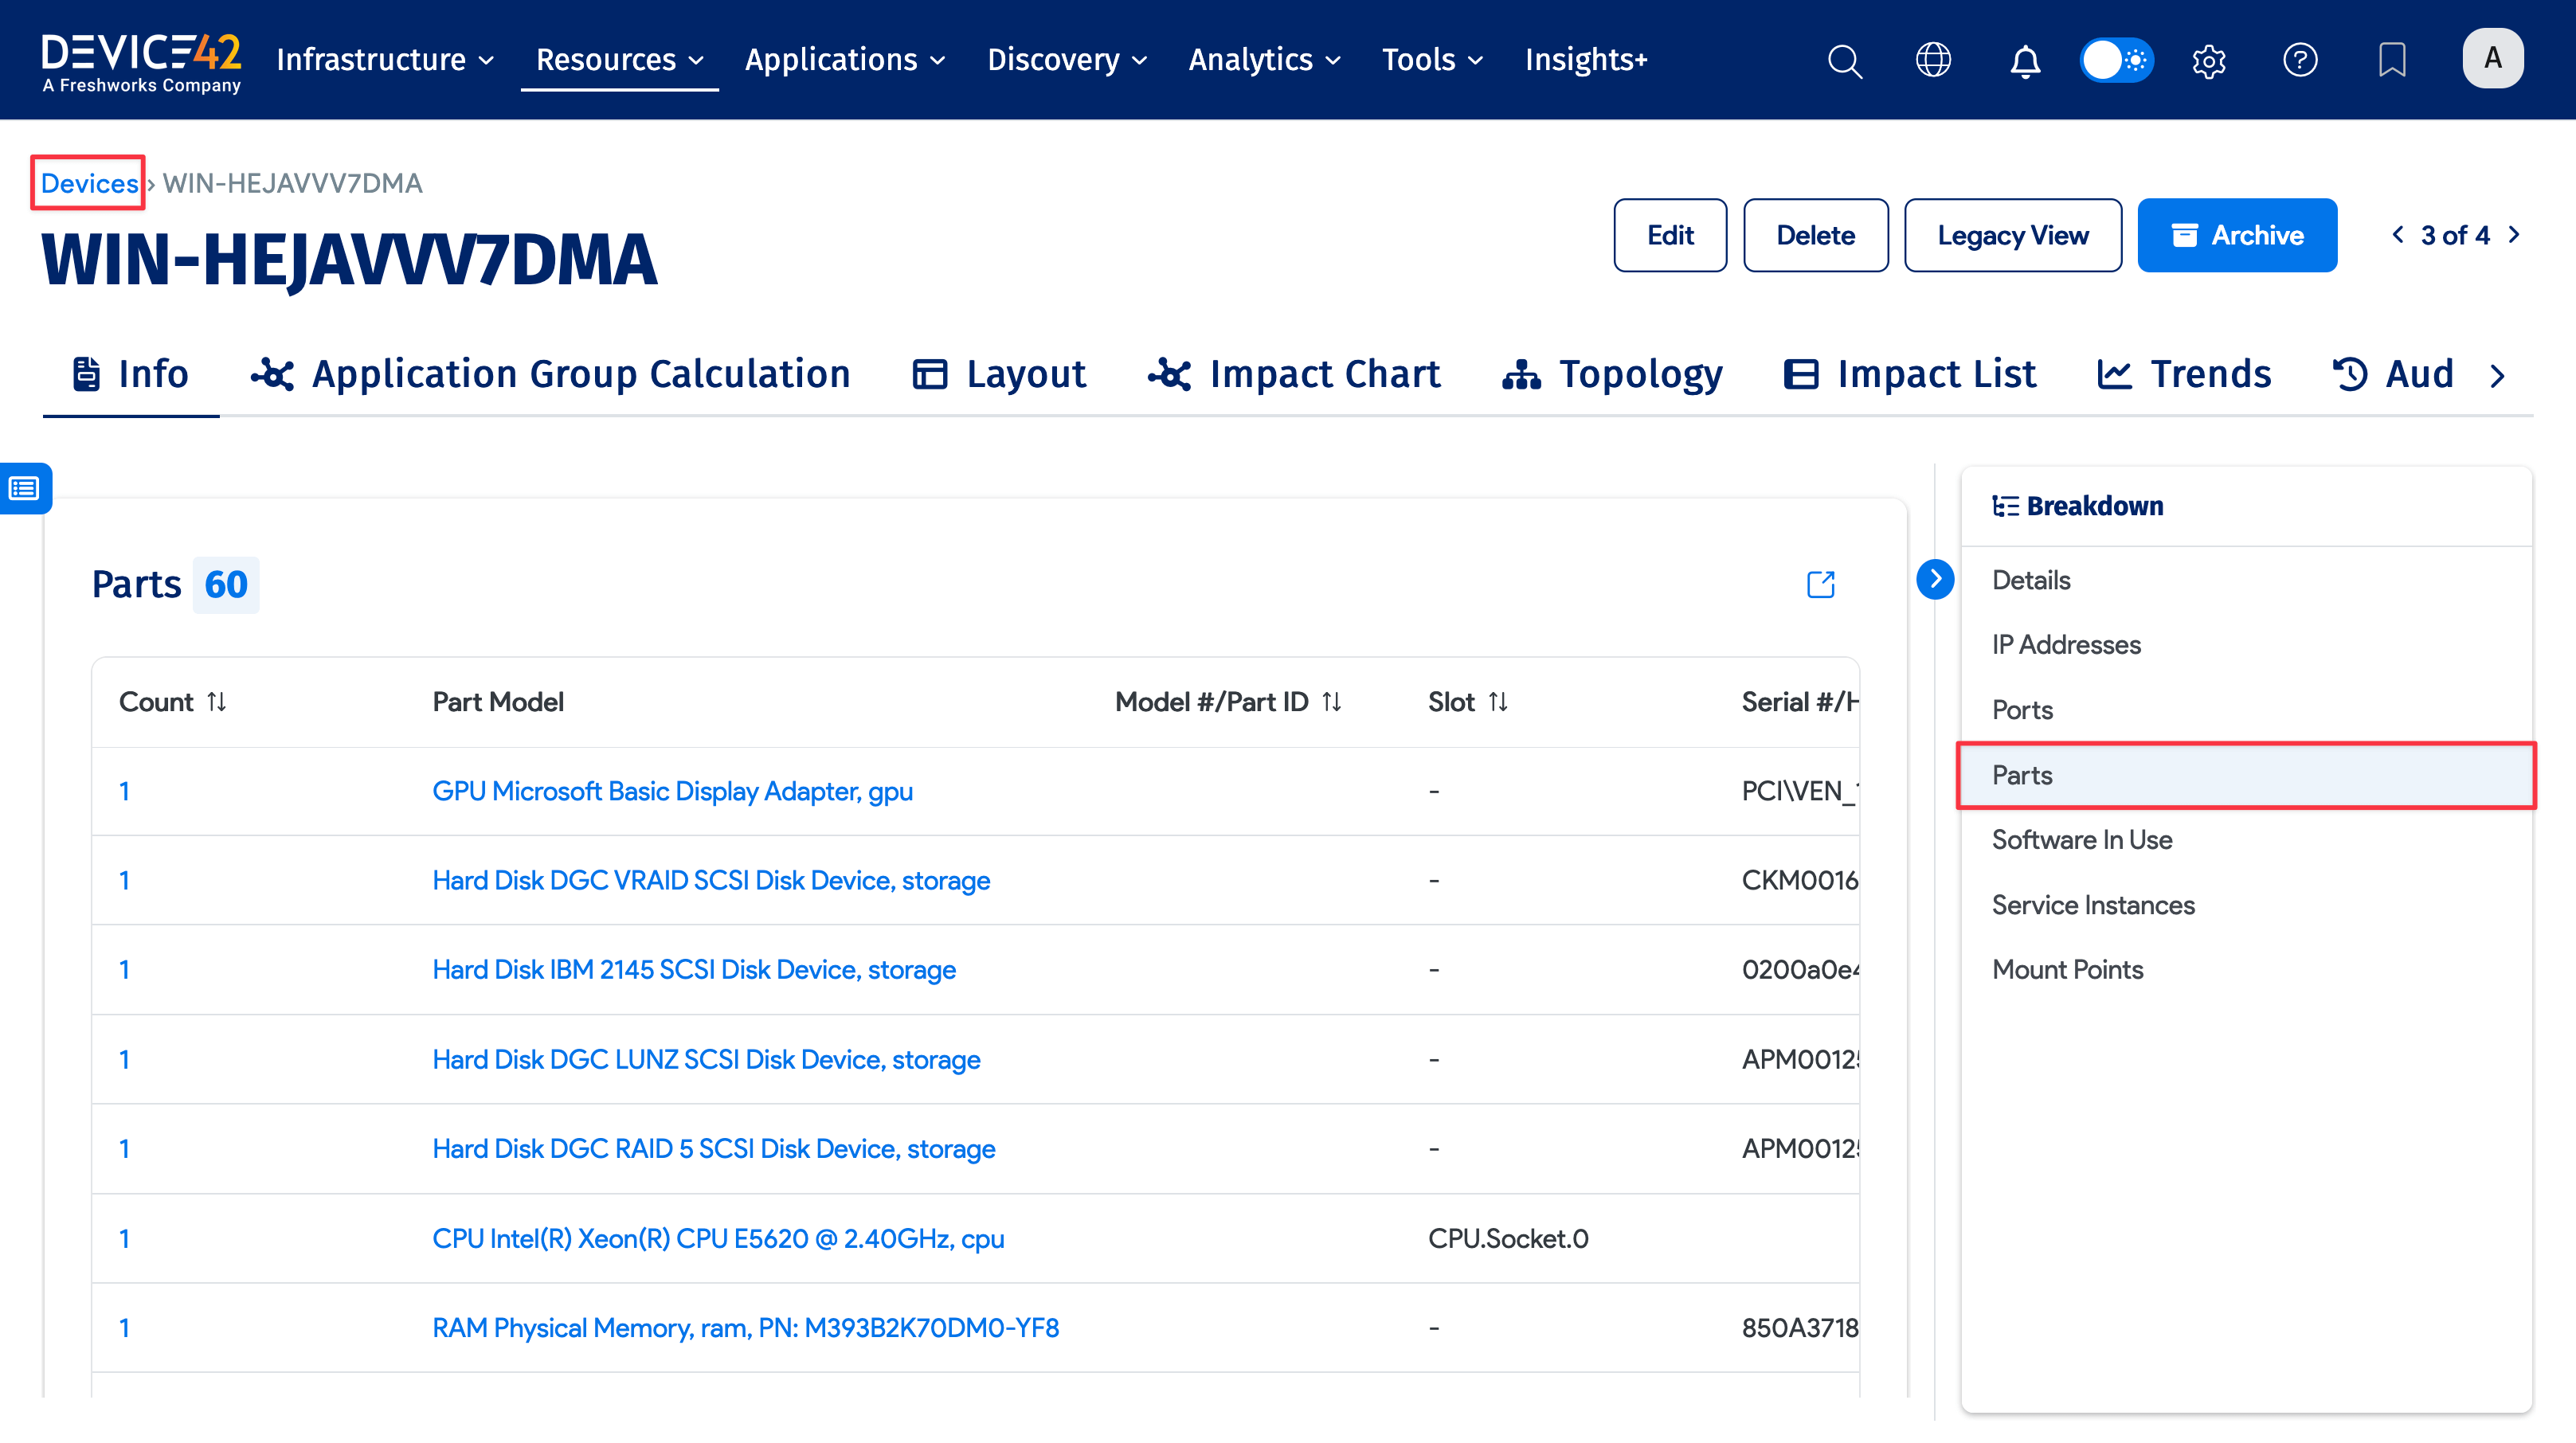 DEVICE42
A Freshworks Company
Infrastructure Resources Applications Discovery Analytics Tools Insights+
A
Devices › WIN-HEJAVVV7DMA
WIN-HEJAVVV7DMA
Edit Delete Legacy View Archive 3 of 4
Info Application Group Calculation Layout Impact Chart Topology Impact List Trends Aud
Parts 60
Count Part Model Model #/Part ID Slot Serial #/H
1 GPU Microsoft Basic Display Adapter, gpu - PCI\VEN_
1 Hard Disk DGC VRAID SCSI Disk Device, storage - CKM0016
1 Hard Disk IBM 2145 SCSI Disk Device, storage - 0200a0e4
1 Hard Disk DGC LUNZ SCSI Disk Device, storage - APM00125
1 Hard Disk DGC RAID 5 SCSI Disk Device, storage - APM00125
1 CPU Intel(R) Xeon(R) CPU E5620 @ 2.40GHz, cpu CPU.Socket.0
1 RAM Physical Memory, ram, PN: M393B2K70DM0-YF8 - 850A3718
Breakdown
Details
IP Addresses
Ports
Parts
Software In Use
Service Instances
Mount Points